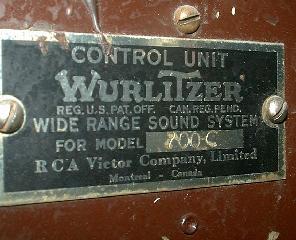 CONTROL UNIT
WURLITZER
REG. U.S. PAT. OFF. CAN. REG. PEND.
WIDE RANGE SOUND SYSTEM
FOR MODEL 700-C
RCA Victor Company, Limited
Montreal - Canada